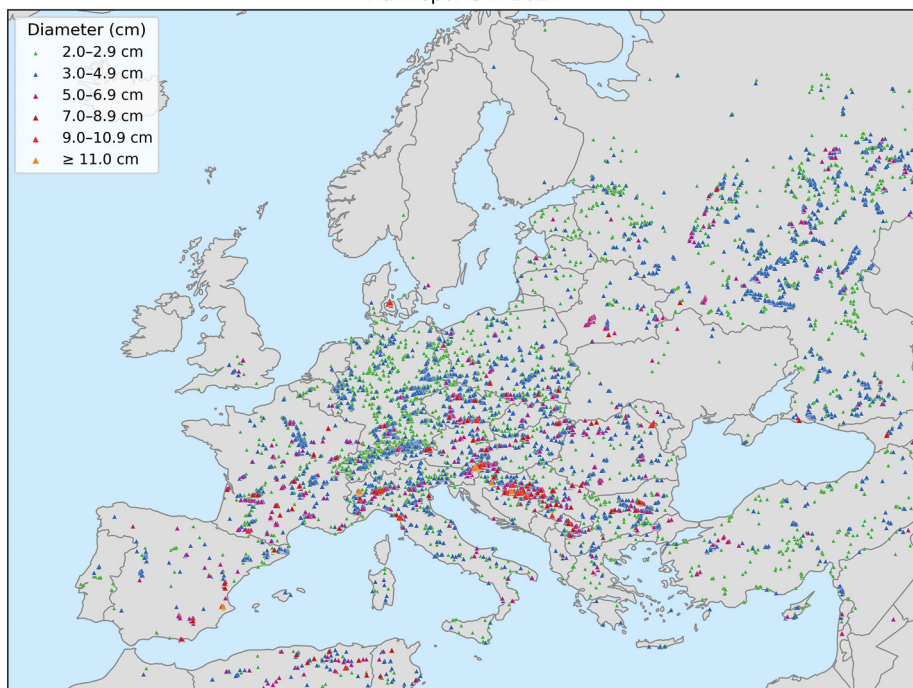 Diameter (cm)
2.0–2.9 cm
3.0–4.9 cm
5.0–6.9 cm
7.0–8.9 cm
9.0–10.9 cm
≥ 11.0 cm